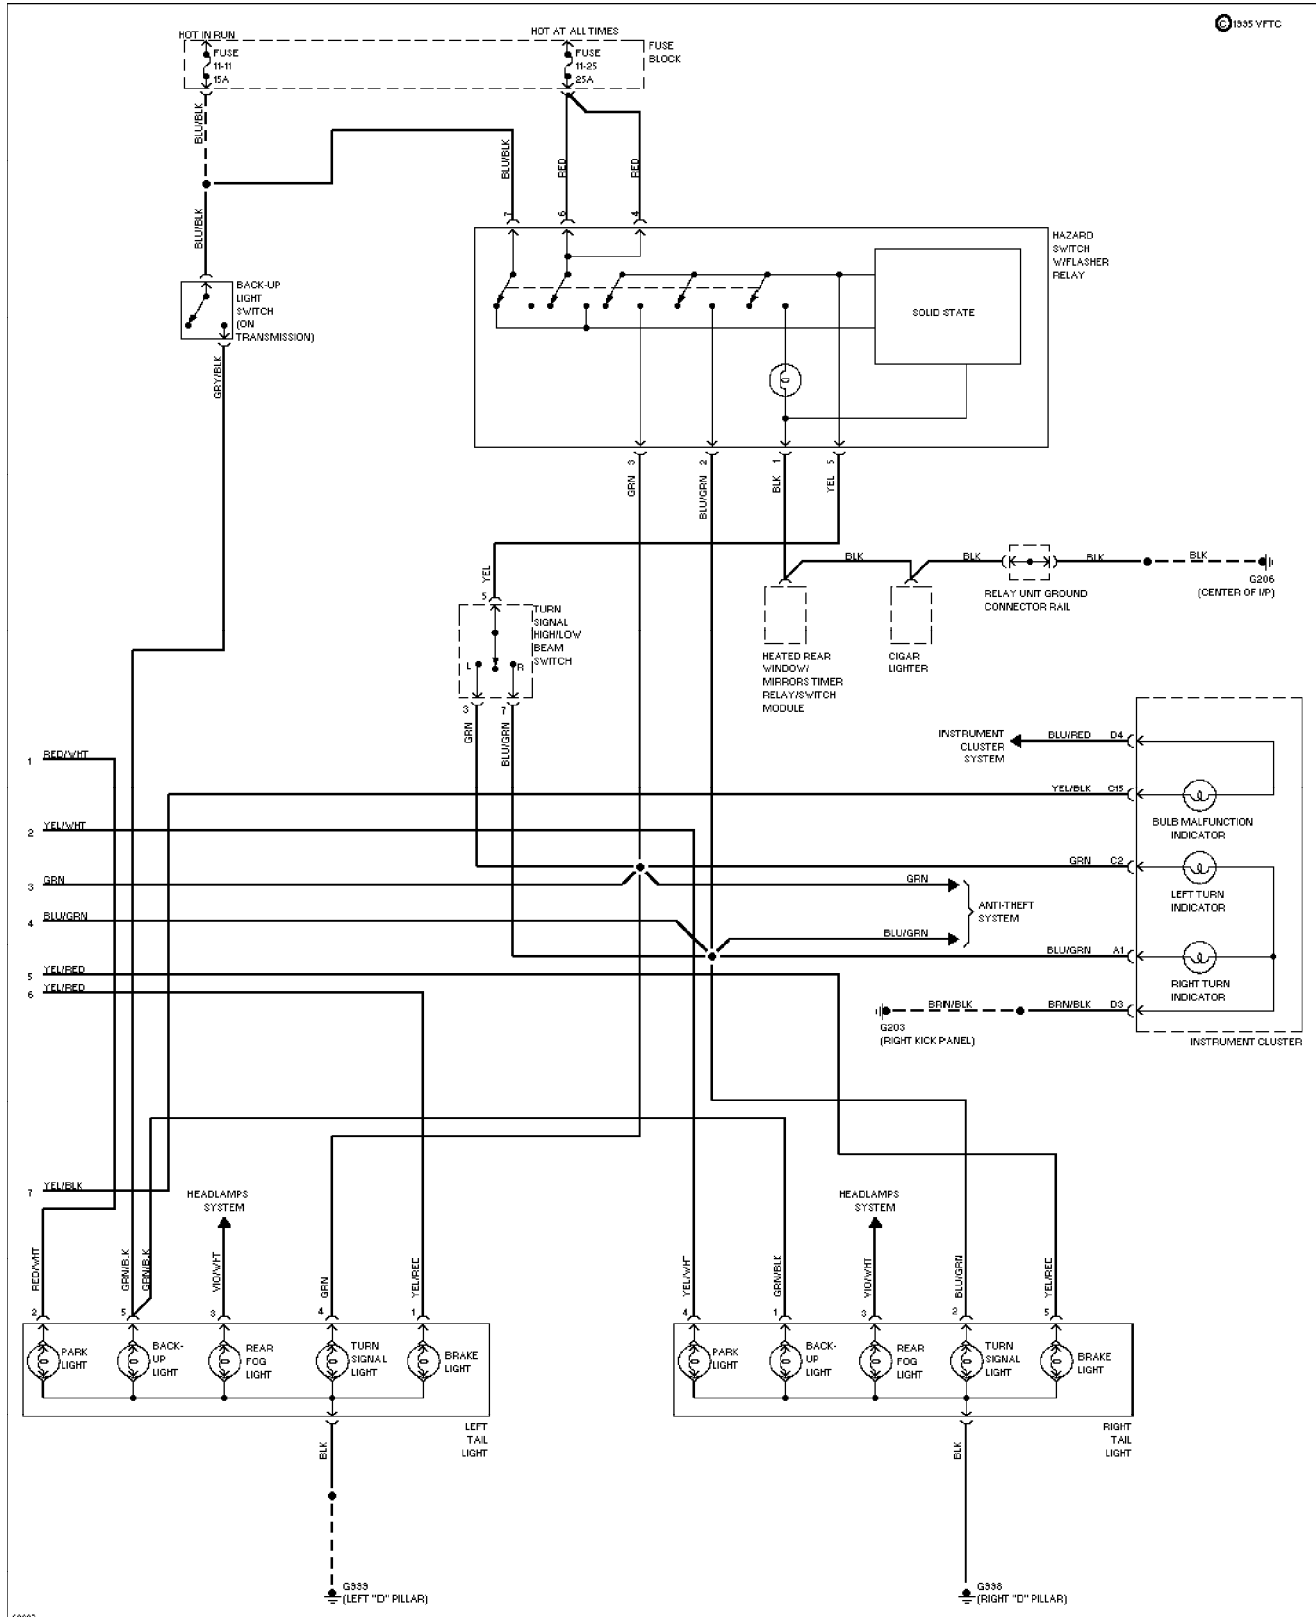 © 1995 VFTC
HOT IN RUN
HOT AT ALL TIMES
FUSE
11-11
15A
FUSE
11-25
25A
FUSE
BLOCK
BLU/BLK
BLU/BLK
RED
RED
BLU/BLK
7
6
4
HAZARD
SWITCH
W/FLASHER
RELAY
SOLID STATE
BACK-UP
LIGHT
SWITCH
(ON
TRANSMISSION)
GRY/BLK
3
2
1
5
GRN
BLU/GRN
BLK
YEL
YEL
5
TURN
SIGNAL
HIGH/LOW
BEAM
SWITCH
L
R
3
7
GRN
BLU/GRN
BLK
BLK
BLK
BLK
G206
(CENTER OF I/P)
RELAY UNIT GROUND
CONNECTOR RAIL
HEATED REAR
WINDOW/
MIRRORS TIMER
RELAY/SWITCH
MODULE
CIGAR
LIGHTER
INSTRUMENT
CLUSTER
SYSTEM
BLU/RED D4
YEL/BLK C15
BULB MALFUNCTION
INDICATOR
GRN C2
LEFT TURN
INDICATOR
BLU/GRN A1
RIGHT TURN
INDICATOR
BRN/BLK
BRN/BLK D3
G203
(RIGHT KICK PANEL)
INSTRUMENT CLUSTER
GRN
BLU/GRN
ANTI-THEFT
SYSTEM
1 RED/WHT
2 YEL/WHT
3 GRN
4 BLU/GRN
5 YEL/RED
6 YEL/RED
7 YEL/BLK
HEADLAMPS
SYSTEM
HEADLAMPS
SYSTEM
RED/WHT
GRN/BLK
GRN/BLK
VIO/WHT
GRN
YEL/RED
2
5
3
4
1
PARK
LIGHT
BACK-
UP
LIGHT
REAR
FOG
LIGHT
TURN
SIGNAL
LIGHT
BRAKE
LIGHT
LEFT
TAIL
LIGHT
BLK
G999
(LEFT "D" PILLAR)
YEL/WHT
GRN/BLK
VIO/WHT
BLU/GRN
YEL/RED
4
1
3
2
5
PARK
LIGHT
BACK-
UP
LIGHT
REAR
FOG
LIGHT
TURN
SIGNAL
LIGHT
BRAKE
LIGHT
RIGHT
TAIL
LIGHT
BLK
G998
(RIGHT "D" PILLAR)